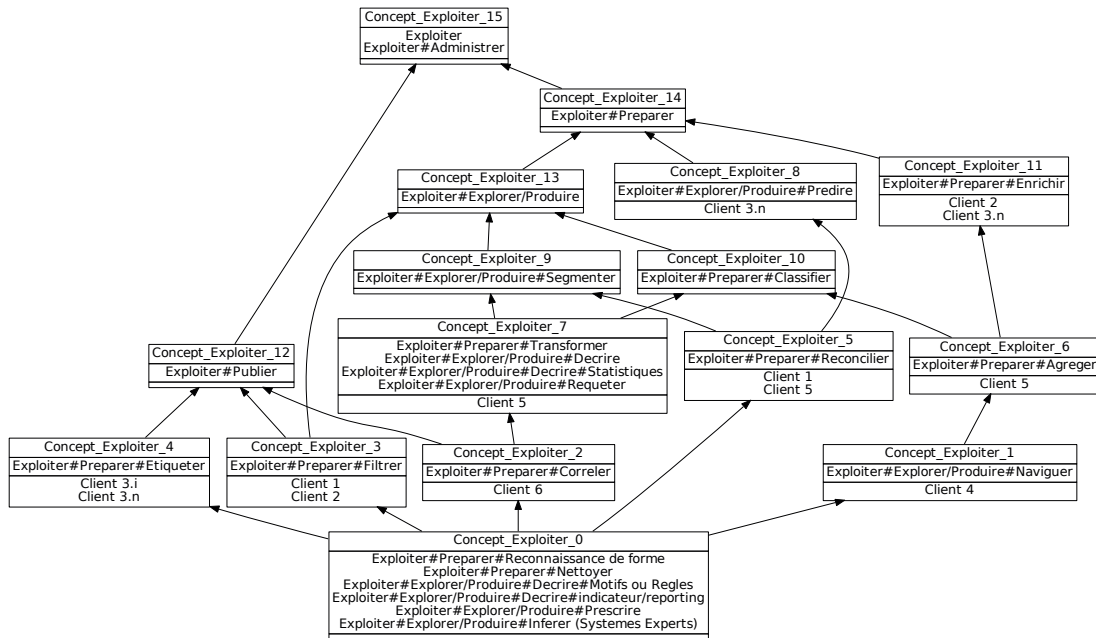 Concept_Exploiter_15
Exploiter
Exploiter#Administrer
Concept_Exploiter_14
Exploiter#Preparer
Concept_Exploiter_13
Exploiter#Explorer/Produire
Concept_Exploiter_8
Exploiter#Explorer/Produire#Predire
Client 3.n
Concept_Exploiter_11
Exploiter#Preparer#Enrichir
Client 2
Client 3.n
Concept_Exploiter_9
Exploiter#Explorer/Produire#Segmenter
Concept_Exploiter_10
Exploiter#Preparer#Classifier
Concept_Exploiter_7
Exploiter#Preparer#Transformer
Exploiter#Explorer/Produire#Decrire
Exploiter#Explorer/Produire#Decrire#Statistiques
Exploiter#Explorer/Produire#Requeter
Client 5
Concept_Exploiter_5
Exploiter#Preparer#Reconcilier
Client 1
Client 5
Concept_Exploiter_6
Exploiter#Preparer#Agreger
Client 5
Concept_Exploiter_12
Exploiter#Publier
Concept_Exploiter_4
Exploiter#Preparer#Etiqueter
Client 3.i
Client 3.n
Concept_Exploiter_3
Exploiter#Preparer#Filtrer
Client 1
Client 2
Concept_Exploiter_2
Exploiter#Preparer#Correler
Client 6
Concept_Exploiter_1
Exploiter#Explorer/Produire#Naviguer
Client 4
Concept_Exploiter_0
Exploiter#Preparer#Reconnaissance de forme
Exploiter#Preparer#Nettoyer
Exploiter#Explorer/Produire#Decrire#Motifs ou Regles
Exploiter#Explorer/Produire#Decrire#indicateur/reporting
Exploiter#Explorer/Produire#Prescrire
Exploiter#Explorer/Produire#Inferer (Systemes Experts)